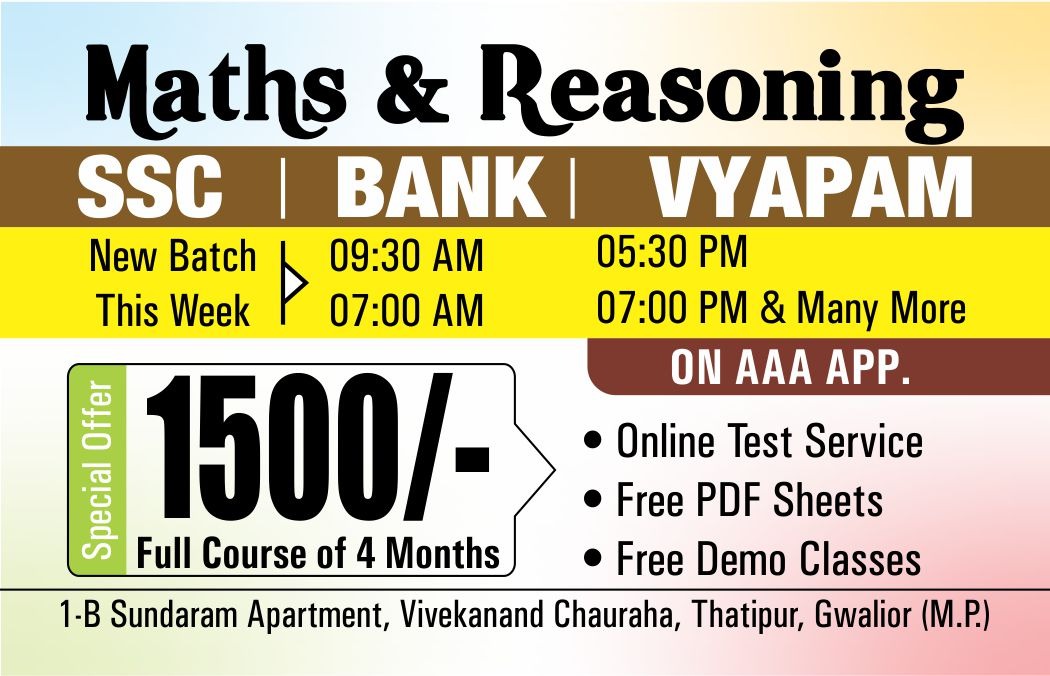 Maths & Reasoning
SSC | BANK | VYAPAM
New Batch
This Week
09:30 AM
07:00 AM
05:30 PM
07:00 PM & Many More
ON AAA APP.
Special Offer
1500/-
Full Course of 4 Months
• Online Test Service
• Free PDF Sheets
• Free Demo Classes
1-B Sundaram Apartment, Vivekanand Chauraha, Thatipur, Gwalior (M.P.)